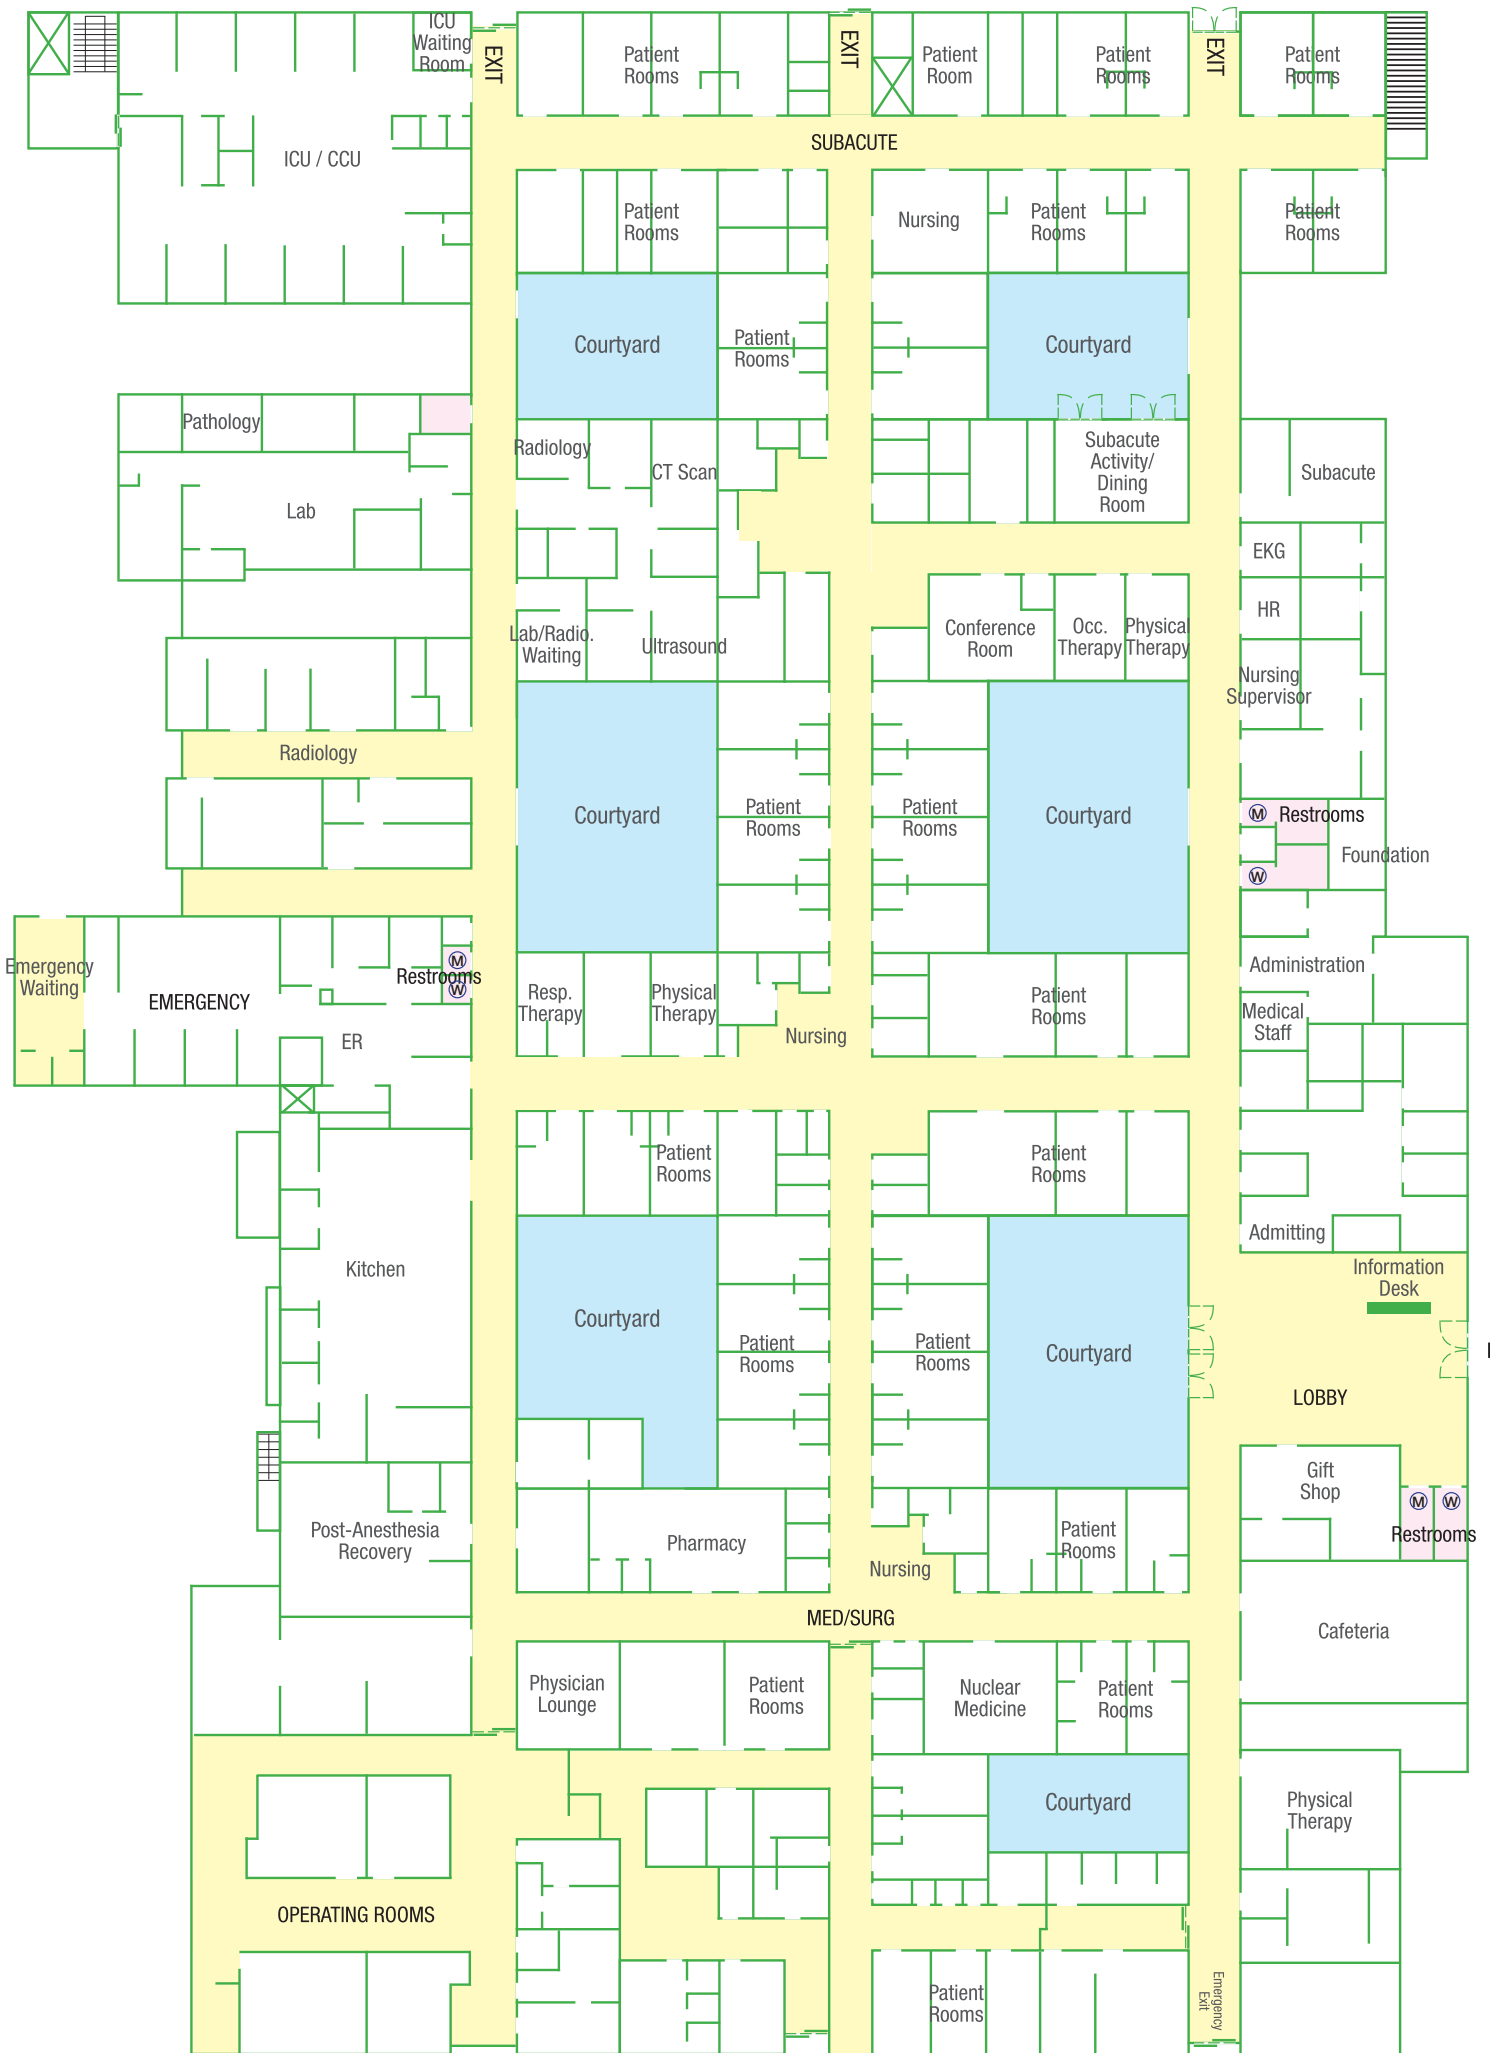 ICU
Waiting
Room
EXIT
Patient
Rooms
EXIT
Patient
Room
Patient
Rooms
EXIT
Patient
Rooms
SUBACUTE
ICU / CCU
Patient
Rooms
Nursing
Patient
Rooms
Patient
Rooms
Courtyard
Patient
Rooms
Courtyard
Pathology
Radiology
CT Scan
Subacute
Activity/
Dining
Room
Subacute
Lab
EKG
HR
Lab/Radio.
Waiting
Ultrasound
Conference
Room
Occ.
Therapy
Physical
Therapy
Nursing
Supervisor
Radiology
Courtyard
Patient
Rooms
Patient
Rooms
Courtyard
M
Restrooms
W
Foundation
Emergency
Waiting
EMERGENCY
M
Restrooms
W
ER
Resp.
Therapy
Physical
Therapy
Nursing
Patient
Rooms
Administration
Medical
Staff
Patient
Rooms
Patient
Rooms
Admitting
Kitchen
Courtyard
Patient
Rooms
Patient
Rooms
Courtyard
Information
Desk
LOBBY
Gift
Shop
M
W
Restrooms
Post-Anesthesia
Recovery
Pharmacy
Nursing
Patient
Rooms
MED/SURG
Cafeteria
Physician
Lounge
Patient
Rooms
Nuclear
Medicine
Patient
Rooms
Courtyard
Physical
Therapy
OPERATING ROOMS
Patient
Rooms
Emergency
Exit